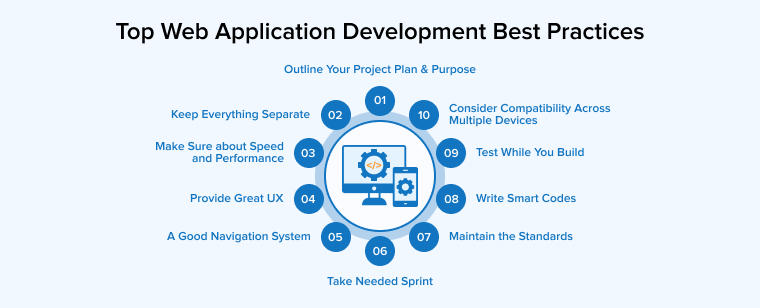 Top Web Application Development Best Practices
Outline Your Project Plan & Purpose
01
02
Keep Everything Separate
03
Make Sure about Speed
and Performance
04
Provide Great UX
05
A Good Navigation System
06
Take Needed Sprint
07
Maintain the Standards
08
Write Smart Codes
09
Test While You Build
10
Consider Compatibility Across
Multiple Devices
</>